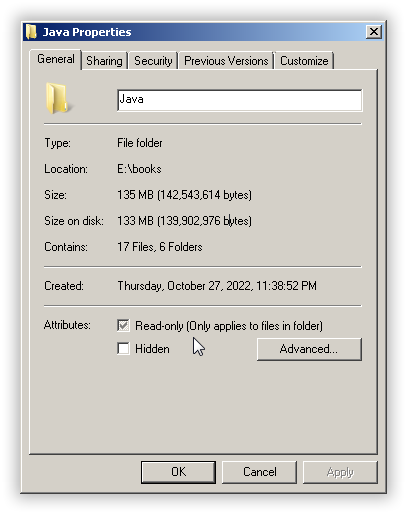 Java Properties
General Sharing Security Previous Versions Customize
Java
Type: File folder
Location: E:\books
Size: 135 MB (142,543,614 bytes)
Size on disk: 133 MB (139,902,976 bytes)
Contains: 17 Files, 6 Folders
Created: Thursday, October 27, 2022, 11:38:52 PM
Attributes: Read-only (Only applies to files in folder)
Hidden Advanced...
OK Cancel Apply